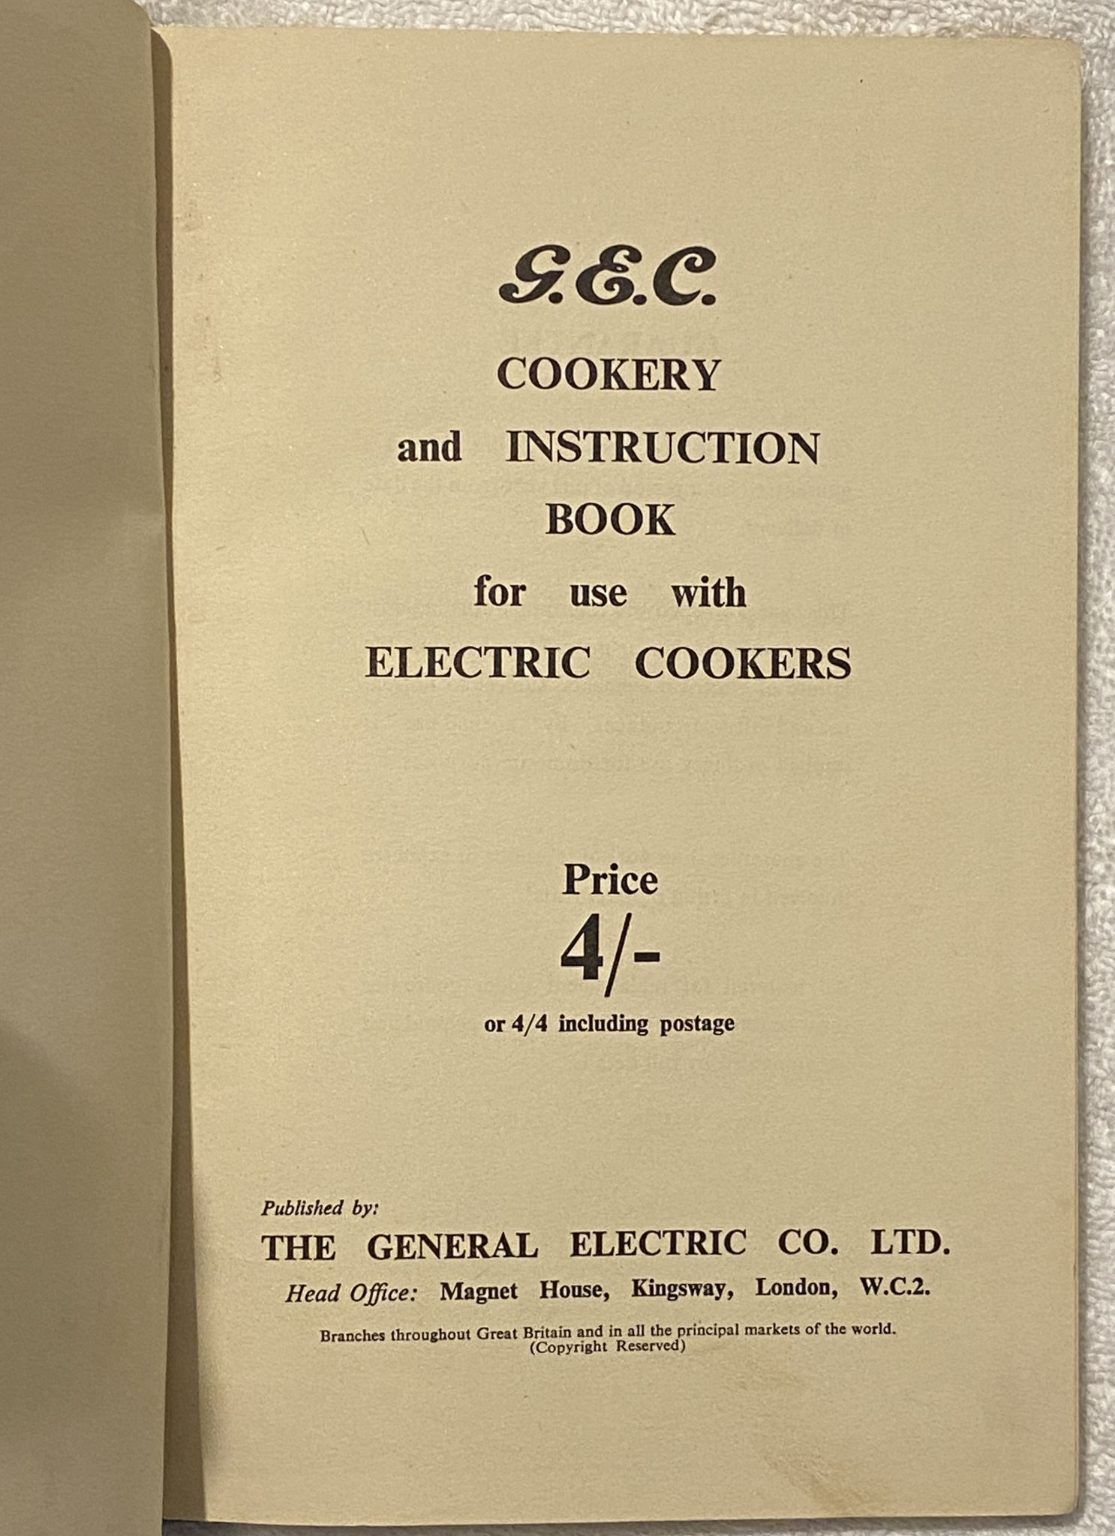 G.E.C.
COOKERY
and INSTRUCTION
BOOK
for use with
ELECTRIC COOKERS
Price
4/-
or 4/4 including postage
Published by:
THE GENERAL ELECTRIC CO. LTD.
Head Office: Magnet House, Kingsway, London, W.C.2.
Branches throughout Great Britain and in all the principal markets of the world.
(Copyright Reserved)